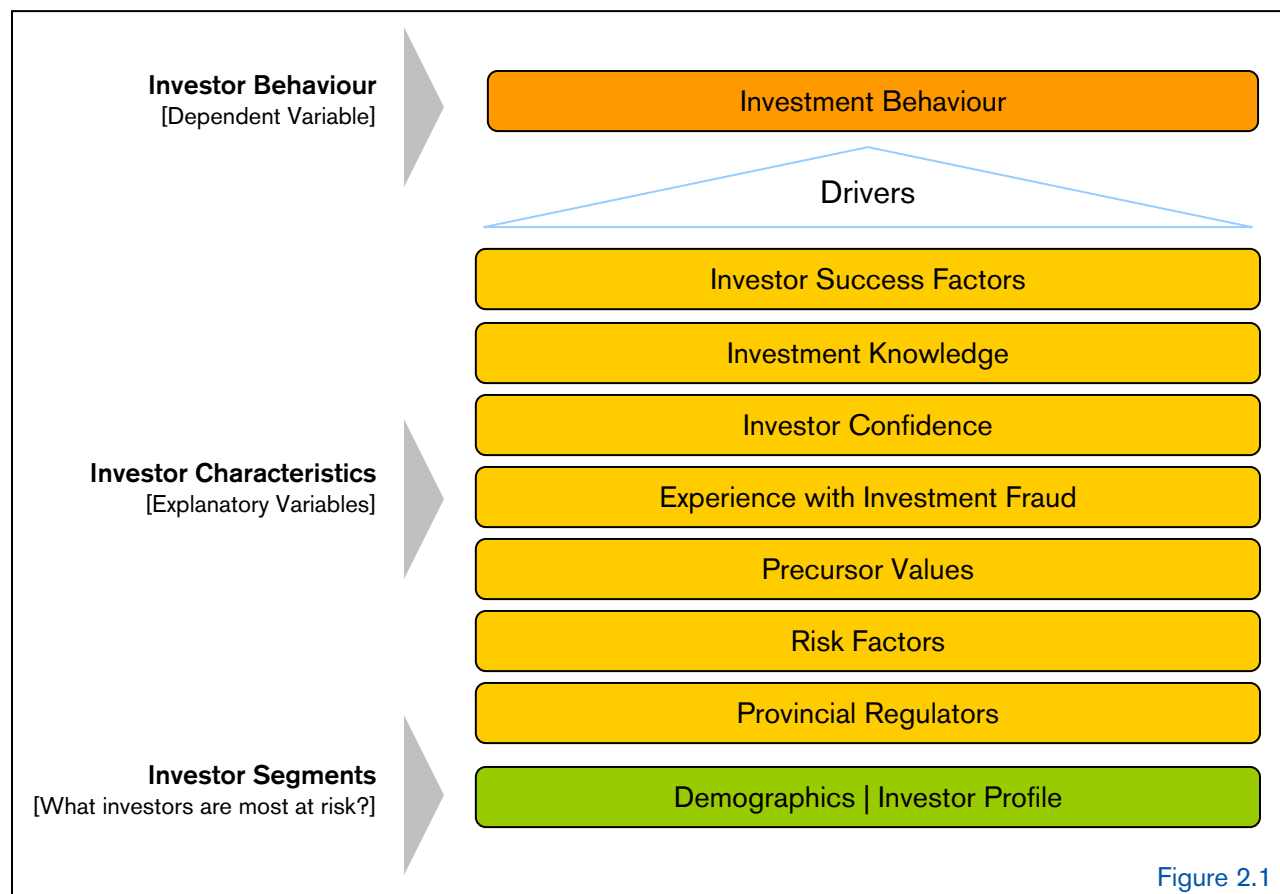 Investor Behaviour
[Dependent Variable]
Investment Behaviour
Drivers
Investor Success Factors
Investment Knowledge
Investor Confidence
Investor Characteristics
[Explanatory Variables]
Experience with Investment Fraud
Precursor Values
Risk Factors
Provincial Regulators
Investor Segments
[What investors are most at risk?]
Demographics | Investor Profile
Figure 2.1